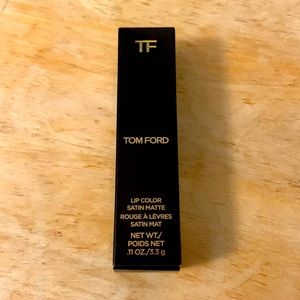 TF
TOM FORD
LIP COLOR
SATIN MATTE
ROUGE À LÈVRES
SATIN MAT
NET WT./
POIDS NET
.11 OZ./3.3 g